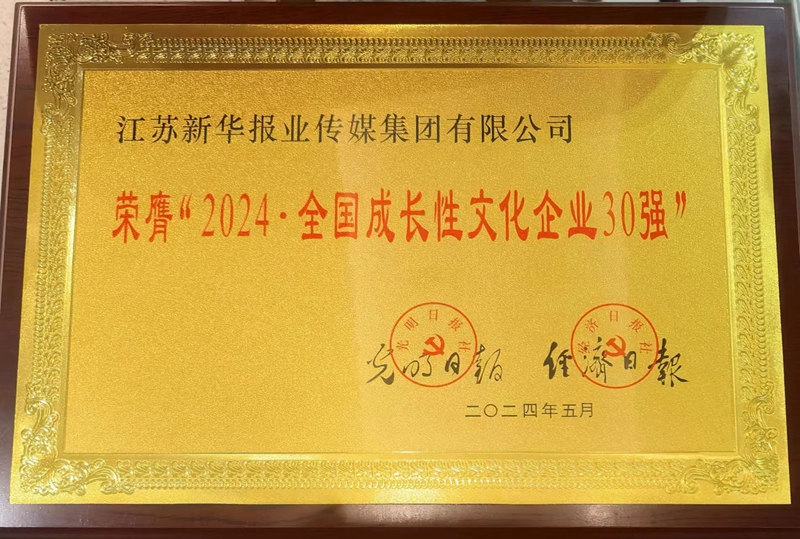 江苏新华报业传媒集团有限公司
荣膺“2024·全国成长性文化企业30强”
光明日报社
经济日报社
光明日报 经济日報
二〇二四年五月